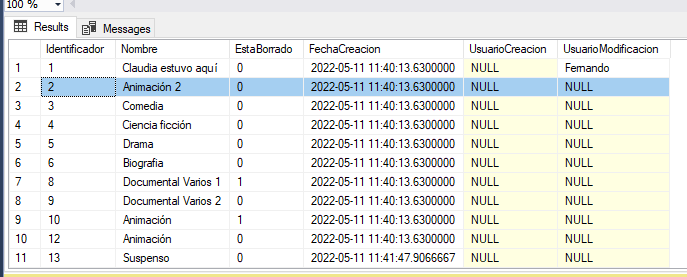 100 %
Results Messages
Identificador Nombre EstaBorrado FechaCreacion UsuarioCreacion UsuarioModificacion
1 1 Claudia estuvo aquí 0 2022-05-11 11:40:13.6300000 NULL Fernando
2 2 Animación 2 0 2022-05-11 11:40:13.6300000 NULL NULL
3 3 Comedia 0 2022-05-11 11:40:13.6300000 NULL NULL
4 4 Ciencia ficción 0 2022-05-11 11:40:13.6300000 NULL NULL
5 5 Drama 0 2022-05-11 11:40:13.6300000 NULL NULL
6 6 Biografia 0 2022-05-11 11:40:13.6300000 NULL NULL
7 8 Documental Varios 1 1 2022-05-11 11:40:13.6300000 NULL NULL
8 9 Documental Varios 2 0 2022-05-11 11:40:13.6300000 NULL NULL
9 10 Animación 1 2022-05-11 11:40:13.6300000 NULL NULL
10 12 Animación 0 2022-05-11 11:40:13.6300000 NULL NULL
11 13 Suspenso 0 2022-05-11 11:41:47.9066667 NULL NULL